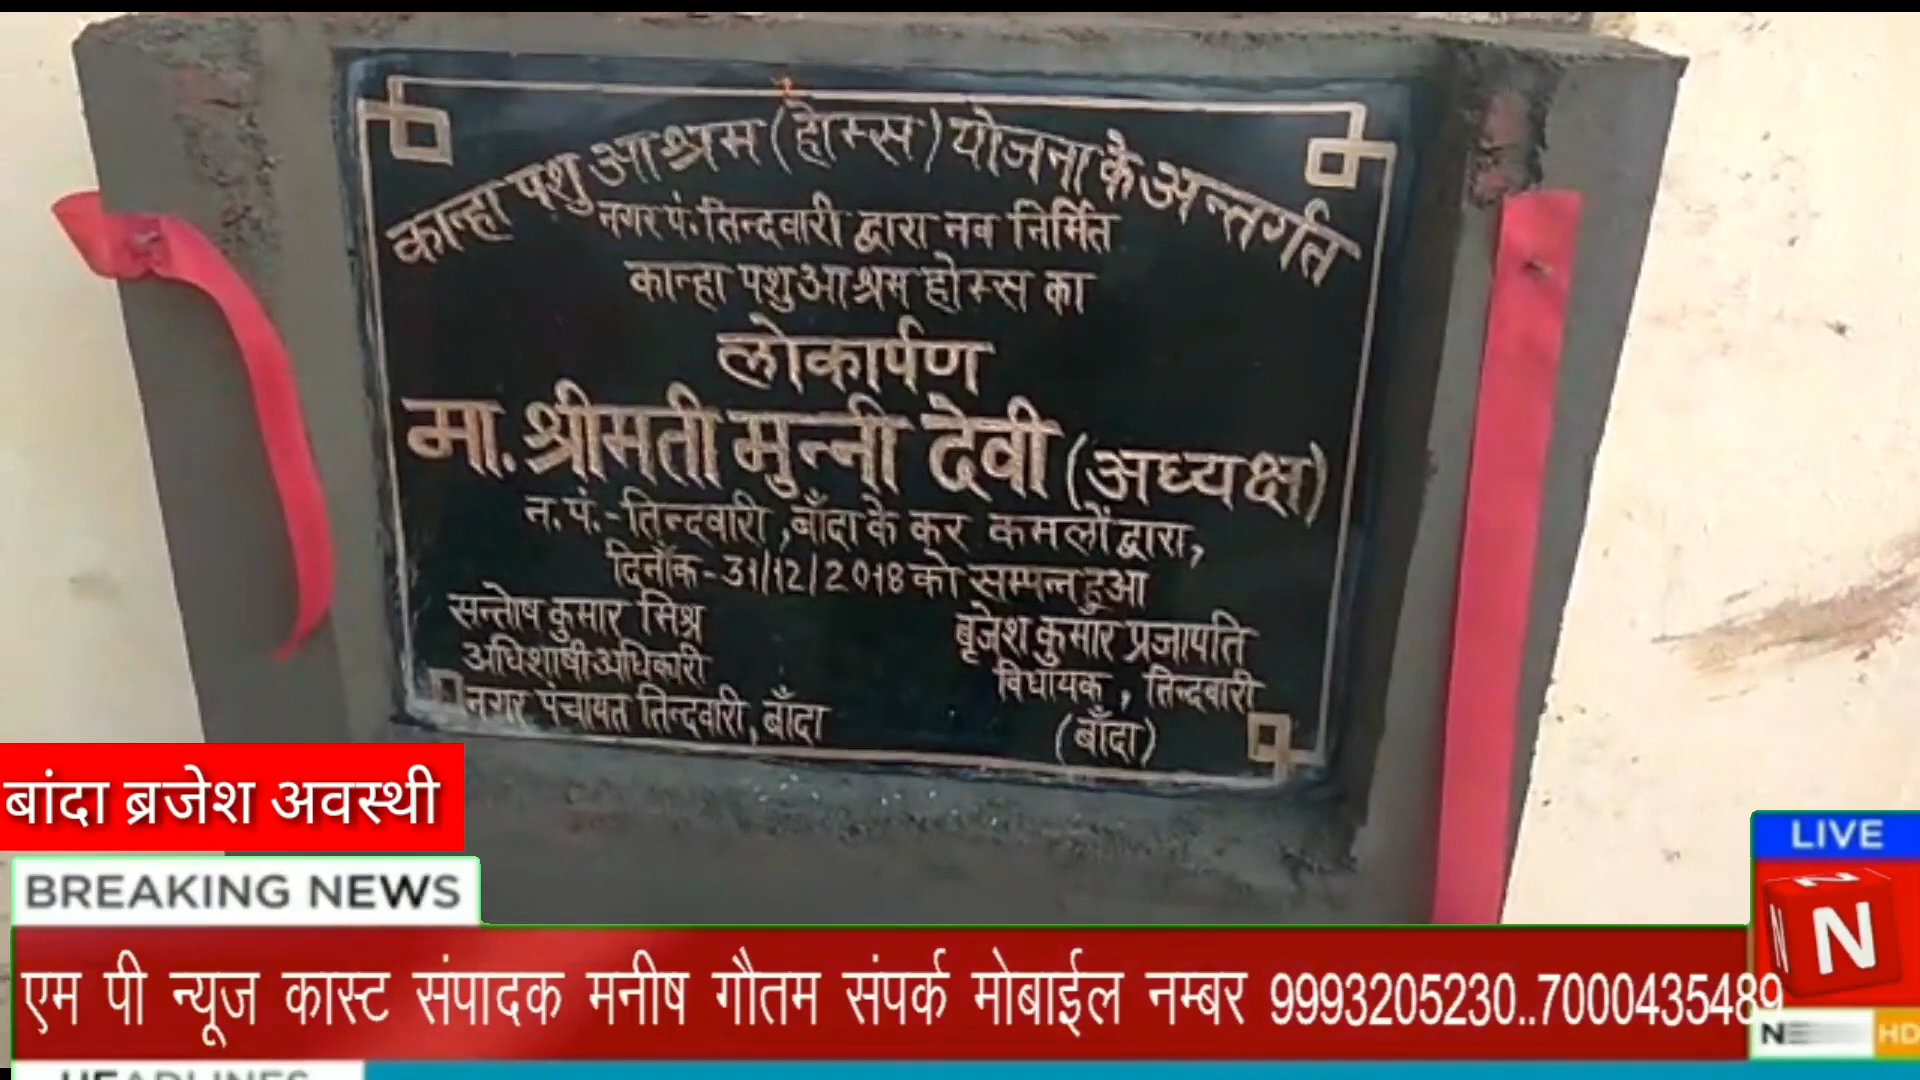 कान्हा पशु आश्रम (होम्स) योजना के अन्तर्गत
नगर पं. तिन्दवारी द्वारा नव निर्मित
कान्हा पशु आश्रम होम्स का
लोकार्पण
मा. श्रीमती मुन्नी देवी (अध्यक्ष)
न. पं.- तिन्दवारी, बाँदा के कर कमलों द्वारा,
दिनाँक - 31/12/2018 को सम्पन्न हुआ
सन्तोष कुमार मिश्र
अधिशाषी अधिकारी
नगर पंचायत तिन्दवारी, बाँदा
बृजेश कुमार प्रजापति
विधायक, तिन्दवारी
(बाँदा)
बांदा ब्रजेश अवस्थी
BREAKING NEWS
एम पी न्यूज कास्ट संपादक मनीष गौतम संपर्क मोबाईल नम्बर 9993205230..7000435489
LIVE
N
HD
HEADLINES